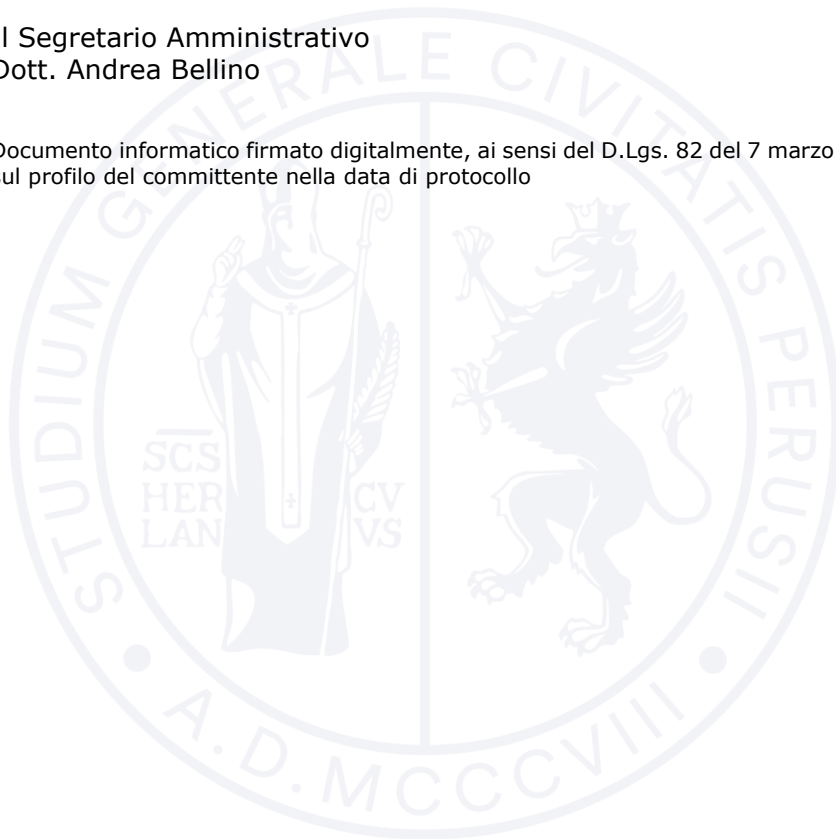 l Segretario Amministrativo
Dott. Andrea Bellino
Documento informatico firmato digitalmente, ai sensi del D.Lgs. 82 del 7 marzo
sul profilo del committente nella data di protocollo
STUDIUM GENERALE CIVITATIS PERUSII
SCS
HER CV
LAN VS
• A.D. MCCCVIII •